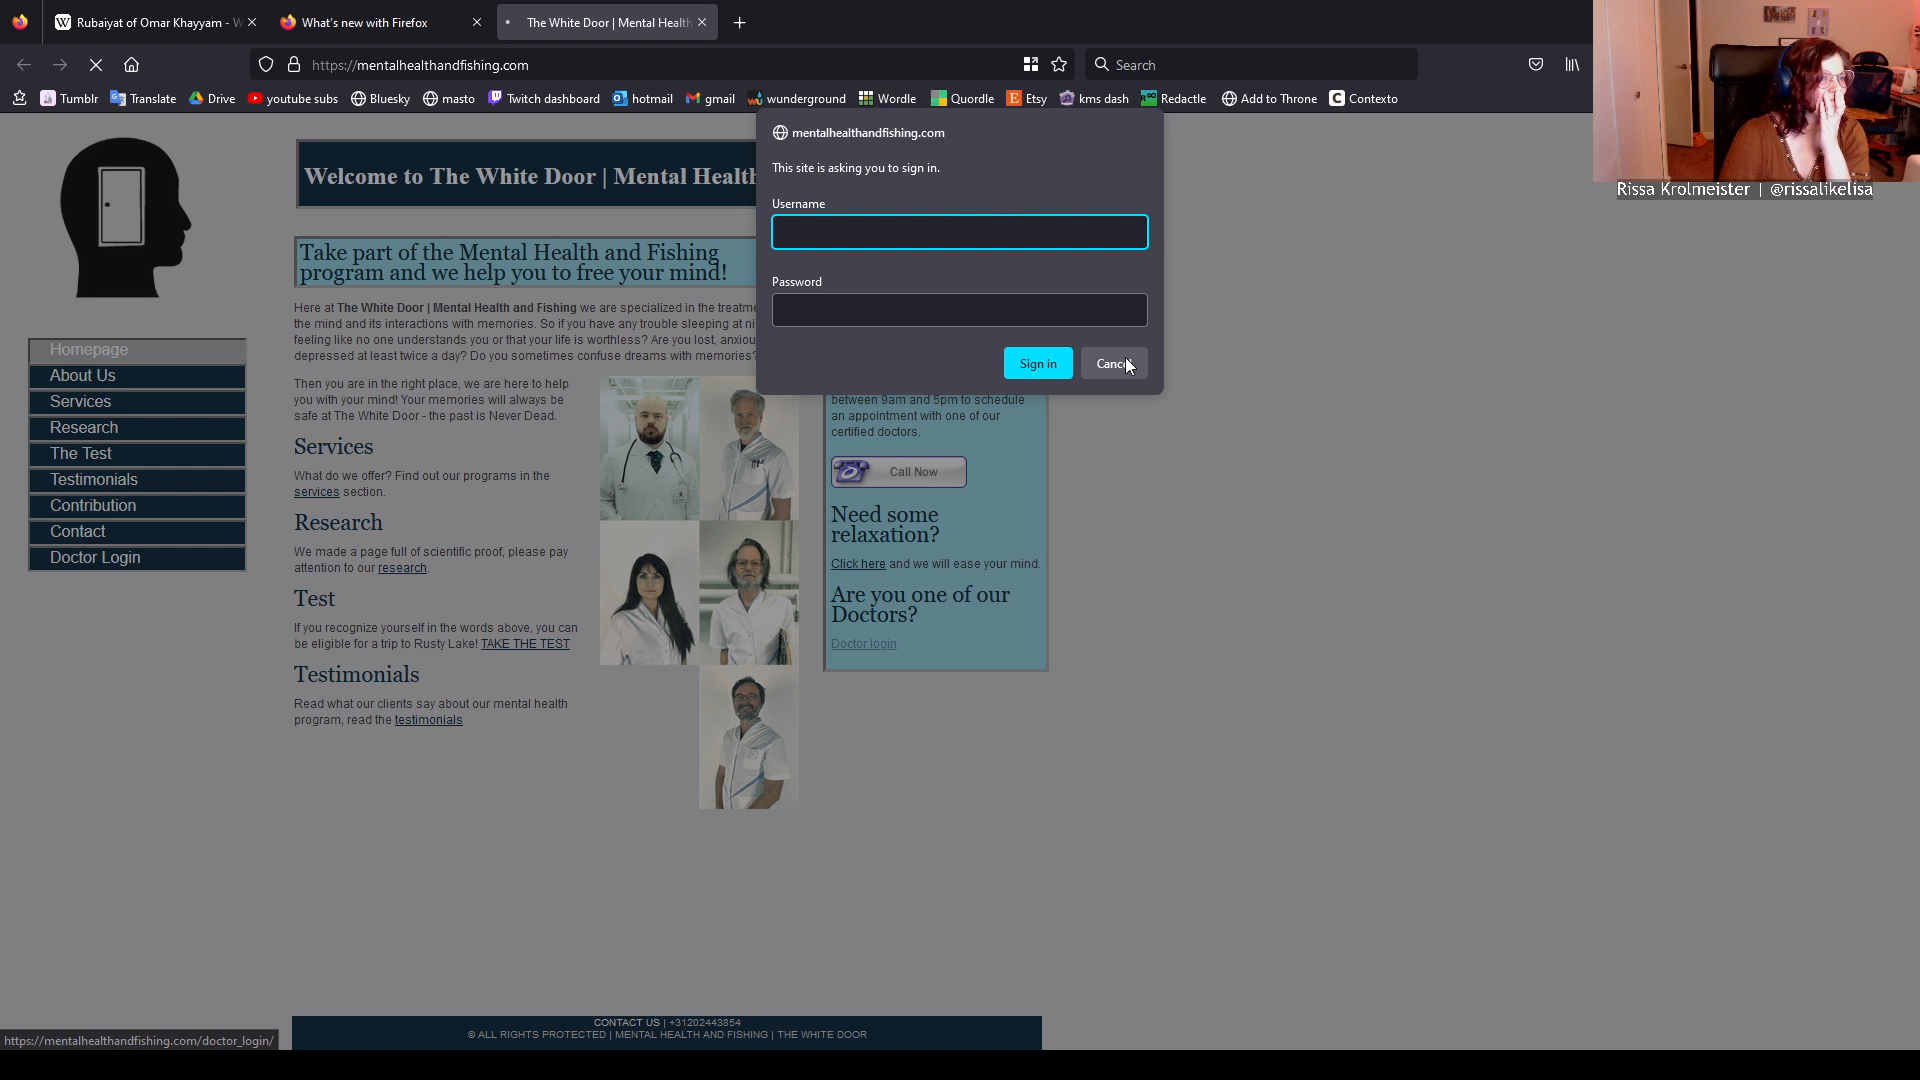 Rubaiyat of Omar Khayyam - W
What's new with Firefox
The White Door | Mental Health
https://mentalhealthandfishing.com
Search
Tumblr
Translate
Drive
youtube subs
Bluesky
masto
Twitch dashboard
hotmail
gmail
wunderground
Wordle
Quordle
Etsy
kms dash
Redactle
Add to Throne
Contexto
Rissa Krolmeister | @rissalikelisa
mentalhealthandfishing.com
This site is asking you to sign in.
Username
Password
Sign in
Cancel
Welcome to The White Door | Mental Health
Take part of the Mental Health and Fishing
program and we help you to free your mind!
Here at The White Door | Mental Health and Fishing we are specialized in the
the mind and its interactions with memories. So if you have any trouble sleeping at
feeling like no one understands you or that your life is worthless? Are you lost,
depressed at least twice a day? Do you sometimes confuse dreams with memories?
Homepage
About Us
Services
Research
The Test
Testimonials
Contribution
Contact
Doctor Login
Then you are in the right place, we are here to help
you with your mind! Your memories will always be
safe at The White Door - the past is Never Dead.
Services
What do we offer? Find out our programs in the
services section.
Research
We made a page full of scientific proof, please pay
attention to our research.
Test
If you recognize yourself in the words above, you can
be eligible for a trip to Rusty Lake! TAKE THE TEST
Testimonials
Read what our clients say about our mental health
program, read the testimonials
between 9am and 5pm to schedule
an appointment with one of our
certified doctors.
Call Now
Need some
relaxation?
Click here and we will ease your mind.
Are you one of our
Doctors?
Doctor login
CONTACT US | +31202443854
© ALL RIGHTS PROTECTED | MENTAL HEALTH AND FISHING | THE WHITE DOOR
https://mentalhealthandfishing.com/doctor_login/